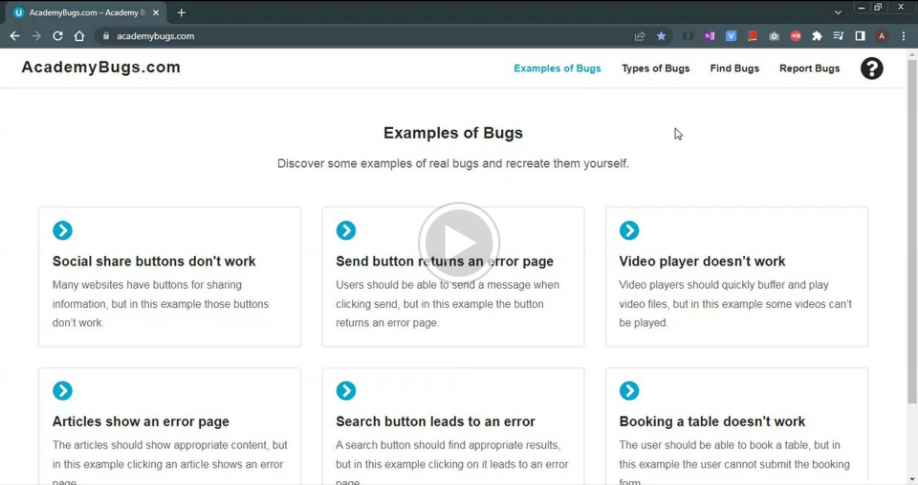 AcademyBugs.com – Academy B
academybugs.com
A
AcademyBugs.com
Examples of Bugs Types of Bugs Find Bugs Report Bugs ?
Examples of Bugs
Discover some examples of real bugs and recreate them yourself.
Social share buttons don't work
Many websites have buttons for sharing
information, but in this example those buttons
don't work.
Send button returns an error page
Users should be able to send a message when
clicking send, but in this example the button
returns an error page.
Video player doesn't work
Video players should quickly buffer and play
video files, but in this example some videos can't
be played.
Articles show an error page
The articles should show appropriate content, but
in this example clicking an article shows an error
page
Search button leads to an error
A search button should find appropriate results,
but in this example clicking on it leads to an error
page
Booking a table doesn't work
The user should be able to book a table, but in
this example the user cannot submit the booking
form